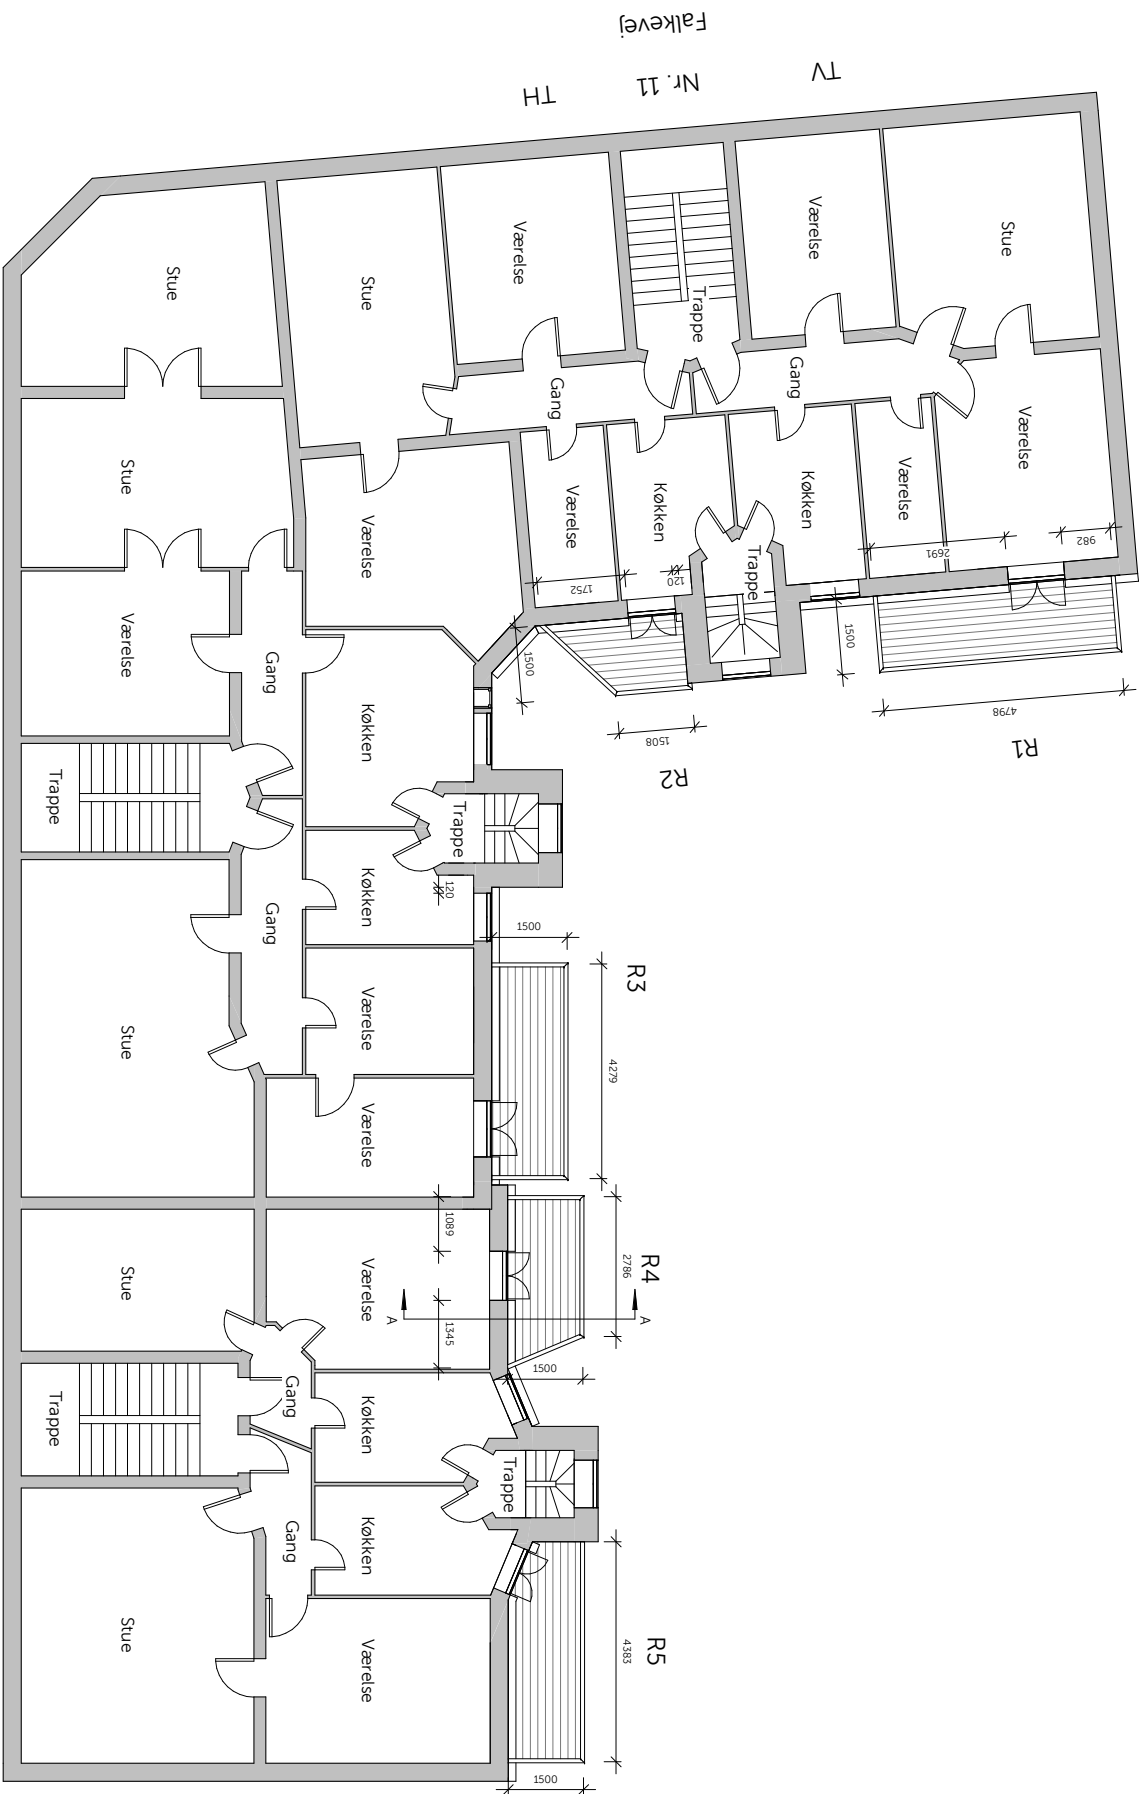 Falkevej
TH
Nr. 11
TV
Værelse
Værelse
Stue
Stue
Stue
Trappe
Gang
Gang
Værelse
Stue
Værelse
Værelse
Køkken
Køkken
Værelse
Trappe
1752
120
2691
982
1500
1500
4798
1508
R1
R2
Værelse
Gang
Køkken
Trappe
Trappe
Køkken
120
Gang
1500
R3
4279
Stue
Værelse
Værelse
1089
R4
2786
Stue
Værelse
A
A
1345
1500
Trappe
Gang
Køkken
Trappe
Gang
Køkken
Stue
Værelse
R5
4383
1500